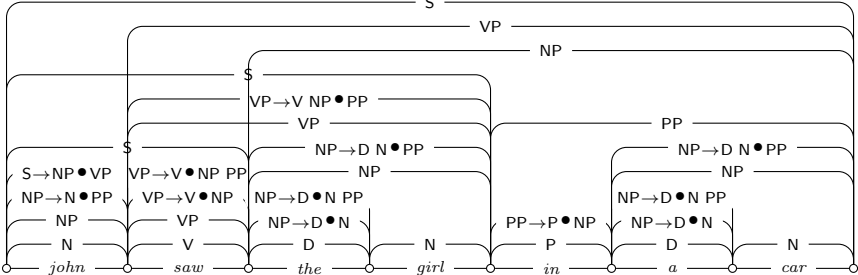 S
VP
NP
S
VP→V NP•PP
VP PP
S NP→D N•PP NP→D N•PP
S→NP•VP VP→V•NP PP NP NP
NP→N•PP VP→V•NP NP→D•N PP NP→D•N PP
NP VP NP→D•N PP→P•NP NP→D•N
N V D N P D N
john saw the girl in a car